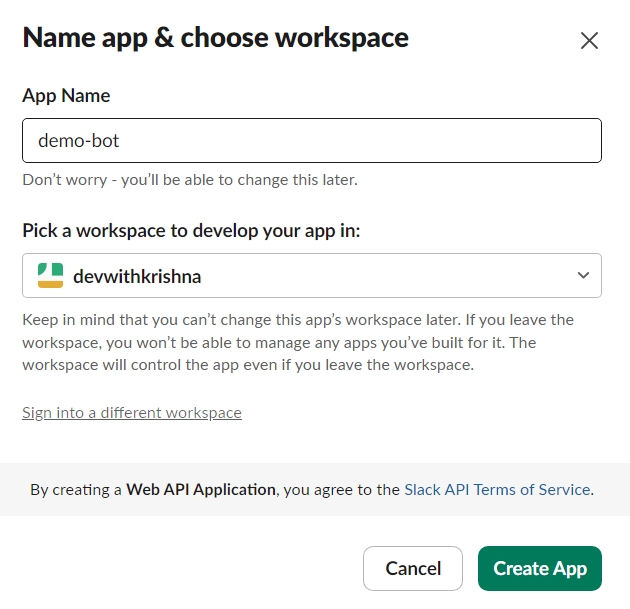 Name app & choose workspace
App Name
demo-bot
Don’t worry - you’ll be able to change this later.
Pick a workspace to develop your app in:
devwithkrishna
Keep in mind that you can’t change this app’s workspace later. If you leave the
workspace, you won’t be able to manage any apps you’ve built for it. The
workspace will control the app even if you leave the workspace.
Sign into a different workspace
By creating a Web API Application, you agree to the Slack API Terms of Service.
Cancel
Create App